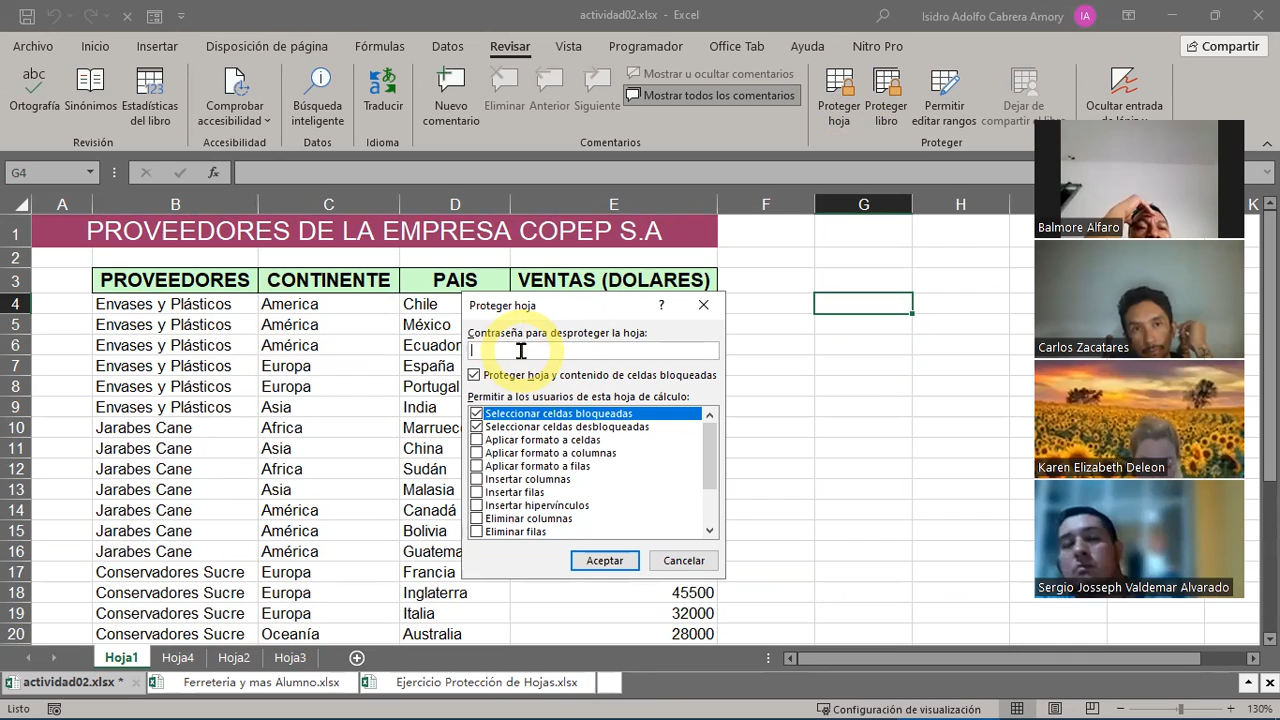 actividad02.xlsx - Excel
Isidro Adolfo Cabrera Amory
IA
Archivo
Inicio
Insertar
Disposición de página
Fórmulas
Datos
Revisar
Vista
Programador
Office Tab
Ayuda
Nitro Pro
Compartir
Ortografía
Sinónimos
Estadísticas del libro
Comprobar accesibilidad
Búsqueda inteligente
Traducir
Nuevo comentario
Eliminar
Anterior
Siguiente
Mostrar u ocultar comentarios
Mostrar todos los comentarios
Proteger hoja
Proteger libro
Permitir editar rangos
Dejar de compartir el libro
Ocultar entrada
Revisión
Accesibilidad
Datos
Idioma
Comentarios
Proteger
G4
fx
A B C D E F G H K
1 PROVEEDORES DE LA EMPRESA COPEP S.A
2
3 PROVEEDORES CONTINENTE PAIS VENTAS (DOLARES)
4 Envases y Plásticos America Chile
5 Envases y Plásticos América México
6 Envases y Plásticos América Ecuador
7 Envases y Plásticos Europa España
8 Envases y Plásticos Europa Portugal
9 Envases y Plásticos Asia India
10 Jarabes Cane Africa Marruec
11 Jarabes Cane Asia China
12 Jarabes Cane Africa Sudán
13 Jarabes Cane Asia Malasia
14 Jarabes Cane América Canadá
15 Jarabes Cane América Bolivia
16 Jarabes Cane América Guatema
17 Conservadores Sucre Europa Francia
18 Conservadores Sucre Europa Inglaterra 45500
19 Conservadores Sucre Europa Italia 32000
20 Conservadores Sucre Oceanía Australia 28000
Proteger hoja
?
Contraseña para desproteger la hoja:
Proteger hoja y contenido de celdas bloqueadas
Permitir a los usuarios de esta hoja de cálculo:
Seleccionar celdas bloqueadas
Seleccionar celdas desbloqueadas
Aplicar formato a celdas
Aplicar formato a columnas
Aplicar formato a filas
Insertar columnas
Insertar filas
Insertar hipervínculos
Eliminar columnas
Eliminar filas
Aceptar
Cancelar
Balmore Alfaro
Carlos Zacatares
Karen Elizabeth Deleon
Sergio Josseph Valdemar Alvarado
Hoja1
Hoja4
Hoja2
Hoja3
actividad02.xlsx *
Ferreteria y mas Alumno.xlsx
Ejercicio Protección de Hojas.xlsx
Listo
Configuración de visualización
130%